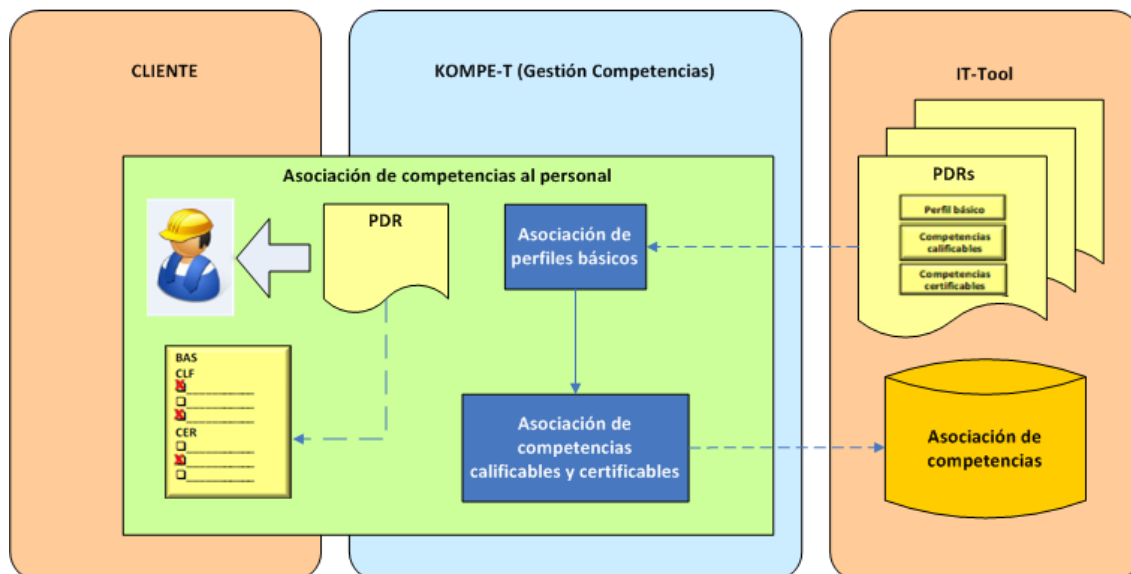 CLIENTE
KOMPE-T (Gestión Competencias)
IT-Tool
Asociación de competencias al personal
PDR
Asociación de
perfiles básicos
PDRs
Perfil básico
Competencias
calificables
Competencias
certificables
BAS
CLF
CER
Asociación de
competencias
calificables y certificables
Asociación de
competencias